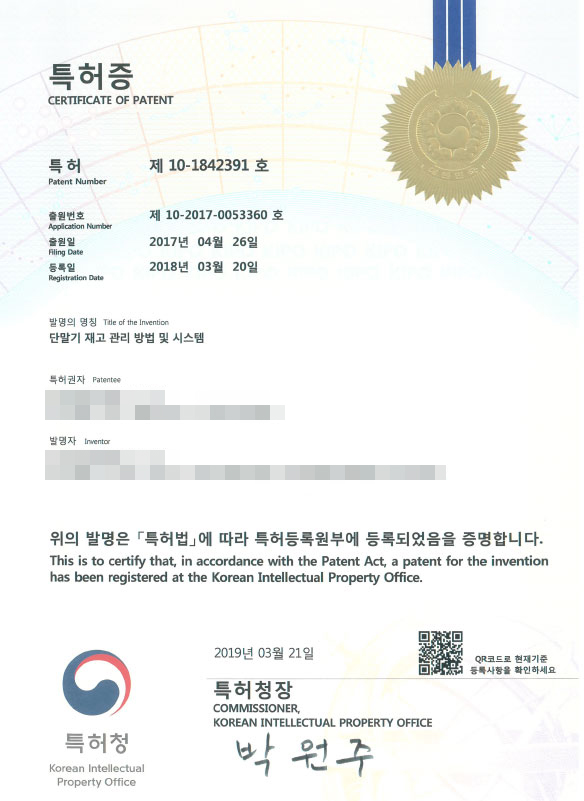 특허증
CERTIFICATE OF PATENT
특허 제 10-1842391 호
Patent Number
출원번호 제 10-2017-0053360 호
Application Number
출원일 2017년 04월 26일
Filing Date
등록일 2018년 03월 20일
Registration Date
발명의 명칭 Title of the Invention
단말기 재고 관리 방법 및 시스템
특허권자 Patentee
발명자 Inventor
위의 발명은 「특허법」에 따라 특허등록원부에 등록되었음을 증명합니다.
This is to certify that, in accordance with the Patent Act, a patent for the invention
has been registered at the Korean Intellectual Property Office.
2019년 03월 21일
QR코드로 현재기준
등록사항을 확인하세요
특허청장
COMMISSIONER,
KOREAN INTELLECTUAL PROPERTY OFFICE
박원주
특허청
Korean Intellectual
Property Office